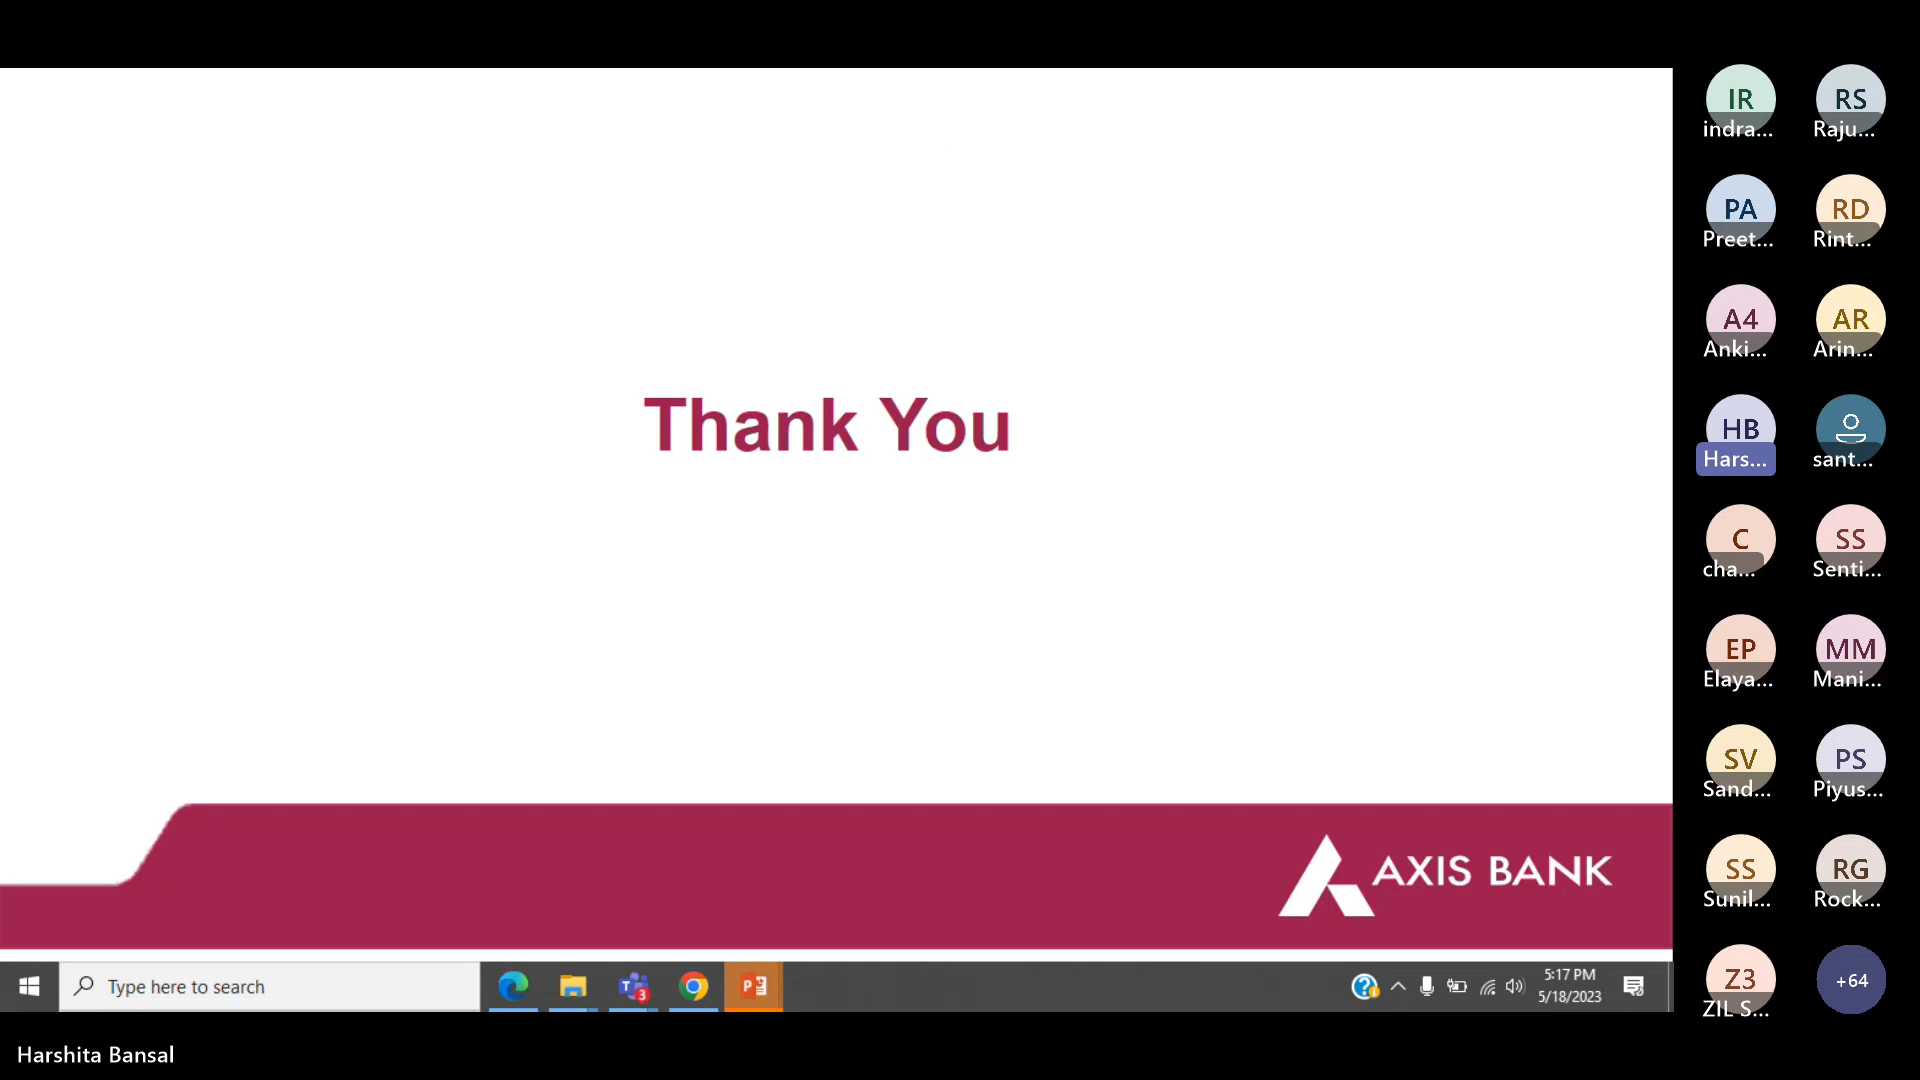 Thank You
AXIS BANK
Type here to search
T
3
P
5:17 PM
5/18/2023
Harshita Bansal
IR
indra...
RS
Raju...
PA
Preet...
RD
Rint...
A4
Anki...
AR
Arin...
HB
Hars...
sant...
C
cha...
SS
Senti...
EP
Elaya...
MM
Mani...
SV
Sand...
PS
Piyus...
SS
Sunil...
RG
Rock...
Z3
ZIL S...
+64